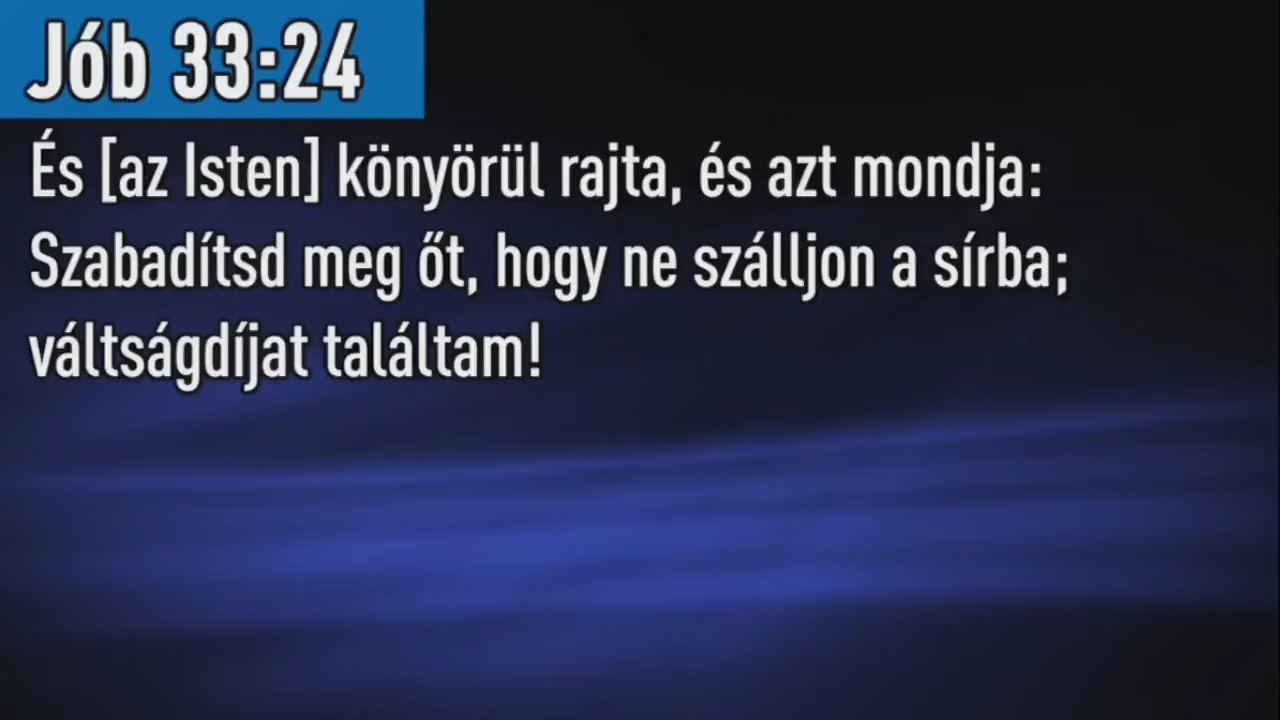 Jób 33:24
És [az Isten] könyörül rajta, és azt mondja:
Szabadítsd meg őt, hogy ne szálljon a sírba;
váltságdíjat találtam!